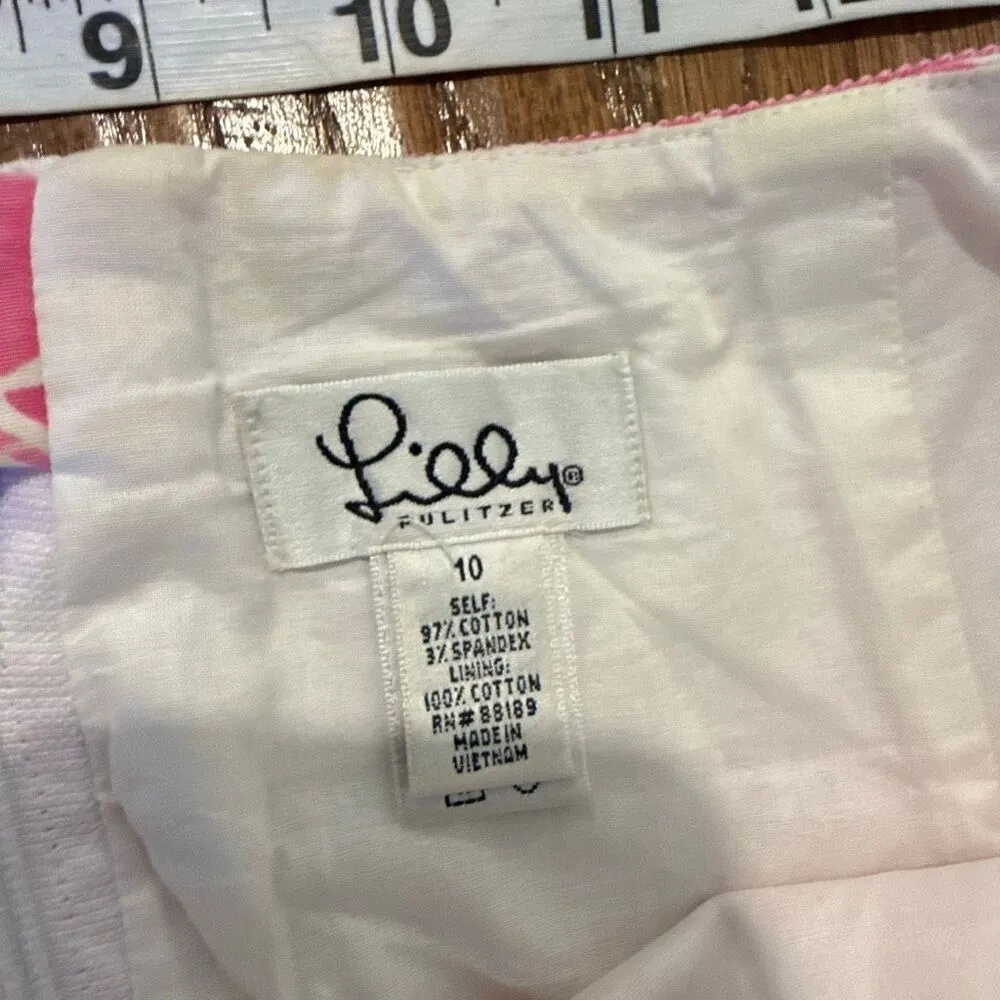 9 10 11
Lilly®
PULITZER
10
SELF:
97% COTTON
3% SPANDEX
LINING:
100% COTTON
RN# 88189
MADE IN
VIETNAM